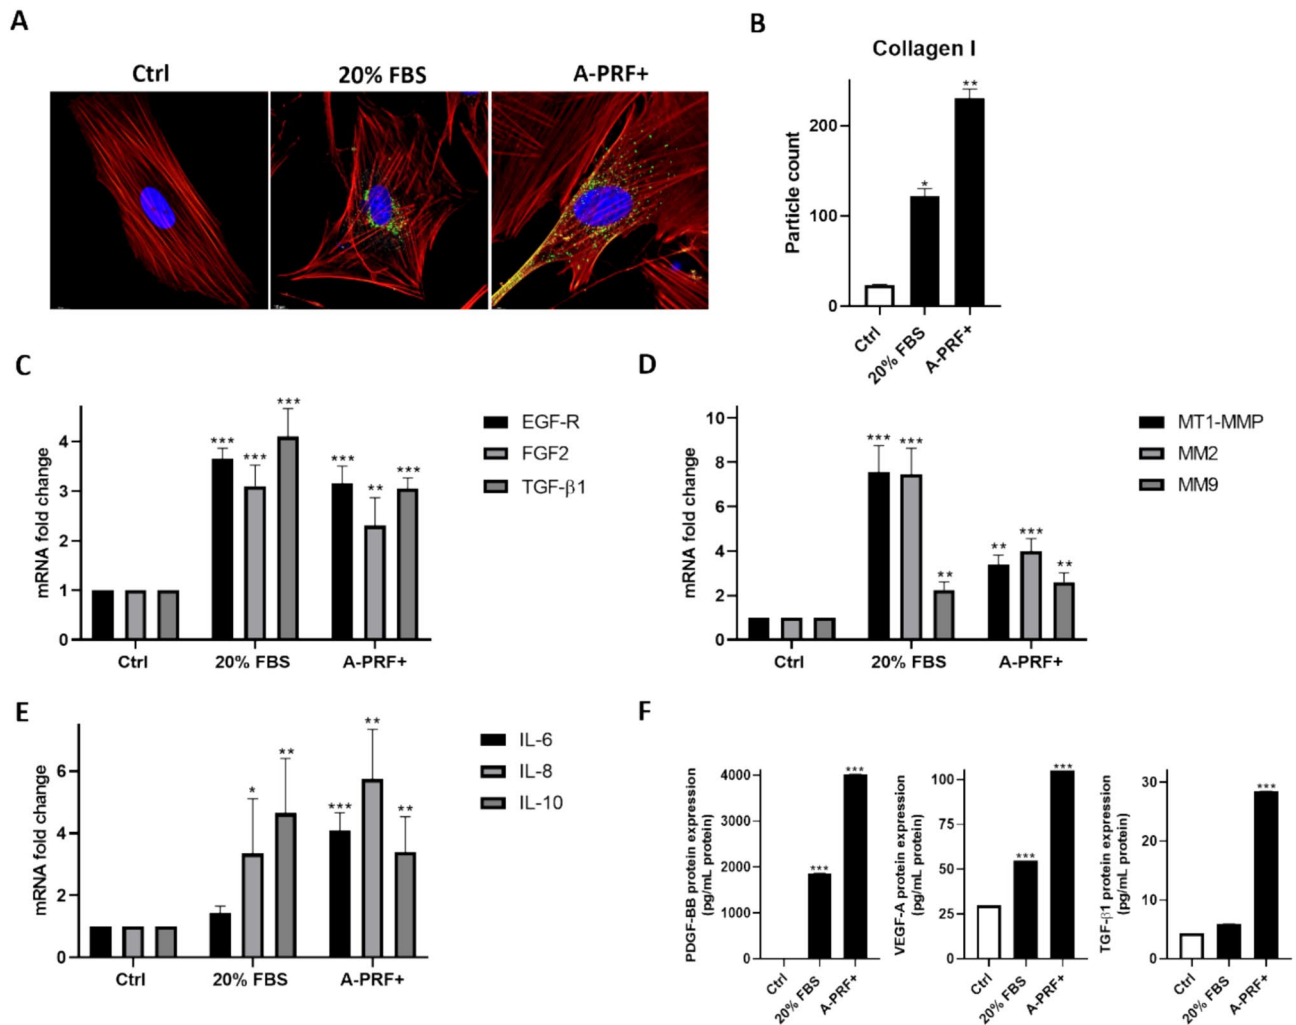 A
Ctrl
20% FBS
A-PRF+
B
Collagen I
Particle count
200
100
0
*
**
Ctrl
20% FBS
A-PRF+
C
mRNA fold change
4
3
2
1
0
***
***
***
***
**
***
Ctrl
20% FBS
A-PRF+
EGF-R
FGF2
TGF-β1
D
mRNA fold change
10
8
6
4
2
0
***
***
**
**
***
**
Ctrl
20% FBS
A-PRF+
MT1-MMP
MM2
MM9
E
mRNA fold change
6
4
2
0
*
**
***
**
**
Ctrl
20% FBS
A-PRF+
IL-6
IL-8
IL-10
F
PDGF-BB protein expression
(pg/mL protein)
4000
3000
2000
1000
0
***
***
Ctrl
20% FBS
A-PRF+
VEGF-A protein expression
(pg/mL protein)
100
75
50
25
0
***
***
Ctrl
20% FBS
A-PRF+
TGF-β1 protein expression
(pg/mL protein)
30
20
10
0
***
Ctrl
20% FBS
A-PRF+